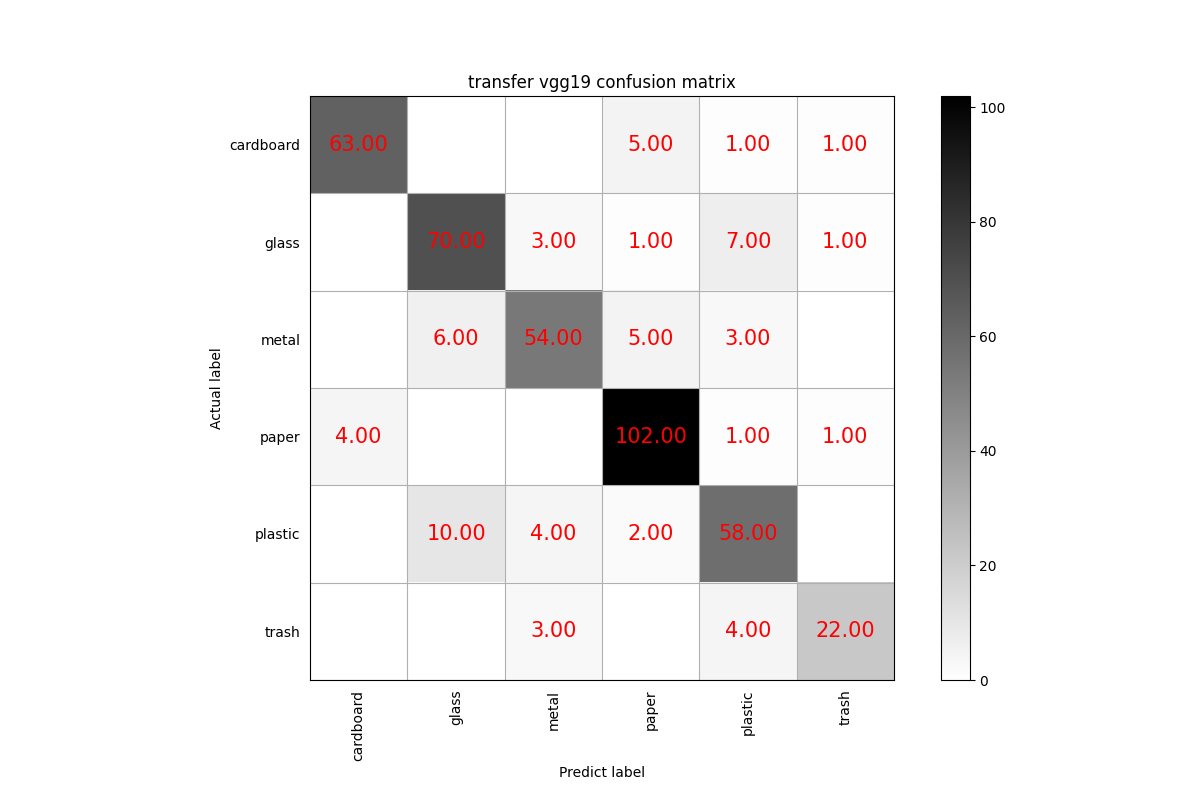 transfer vgg19 confusion matrix
cardboard 63.00 5.00 1.00 1.00
glass 70.00 3.00 1.00 7.00 1.00
metal 6.00 54.00 5.00 3.00
paper 4.00 102.00 1.00 1.00
plastic 10.00 4.00 2.00 58.00
trash 3.00 4.00 22.00
Actual label
cardboard glass metal paper plastic trash
Predict label
100
80
60
40
20
0